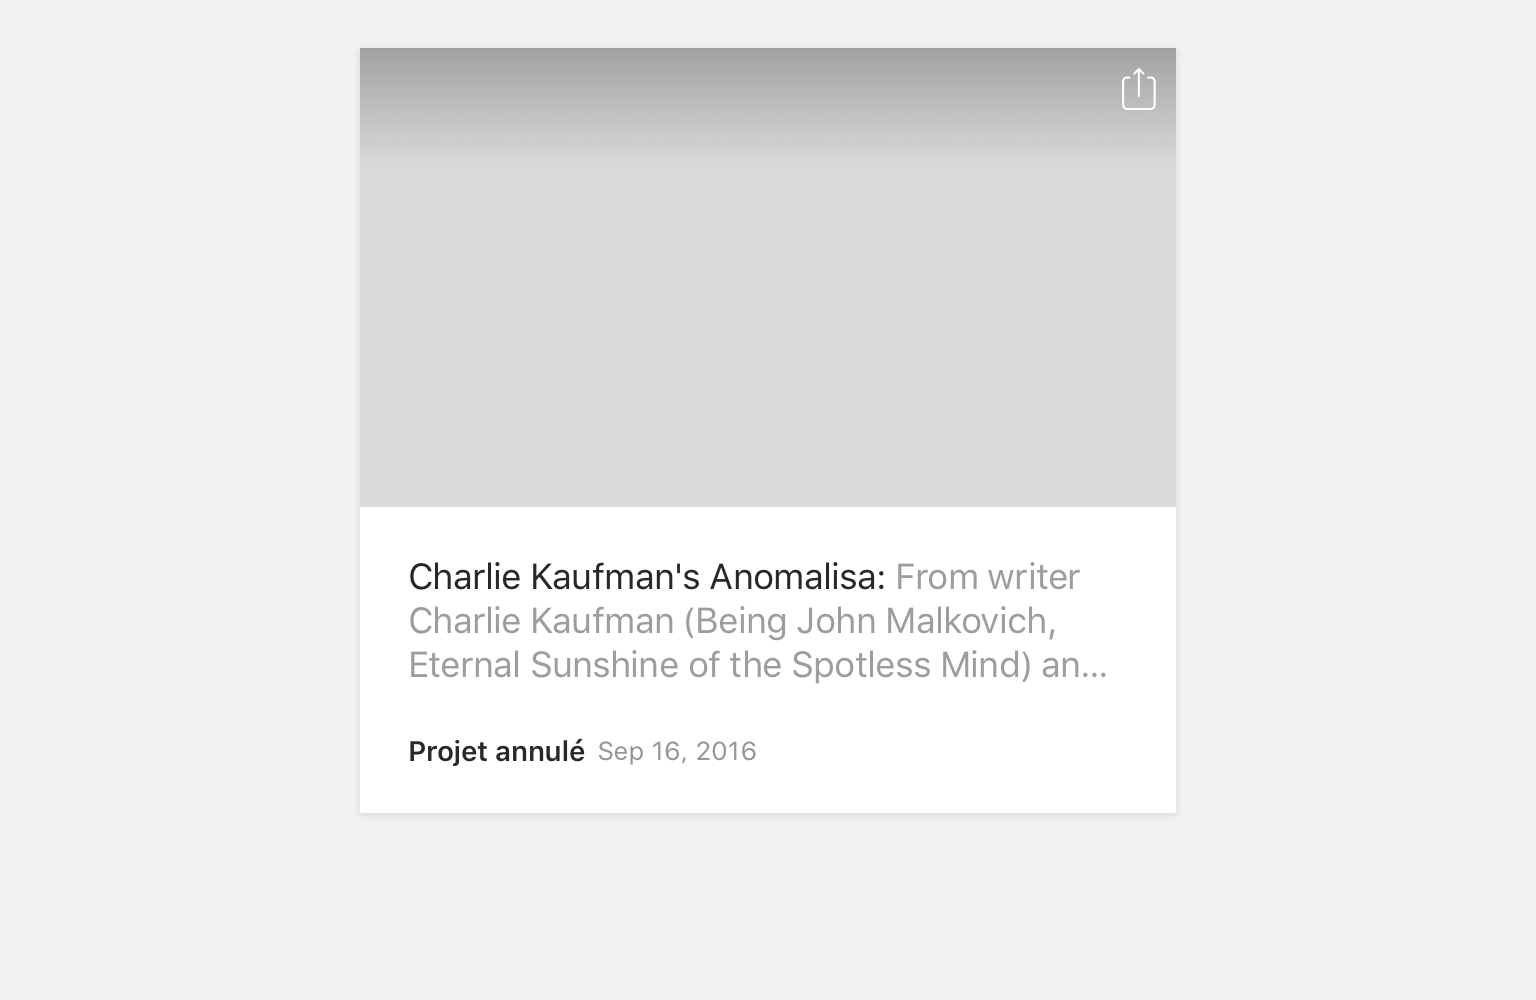 Charlie Kaufman's Anomalisa: From writer
Charlie Kaufman (Being John Malkovich,
Eternal Sunshine of the Spotless Mind) an...
Projet annulé Sep 16, 2016